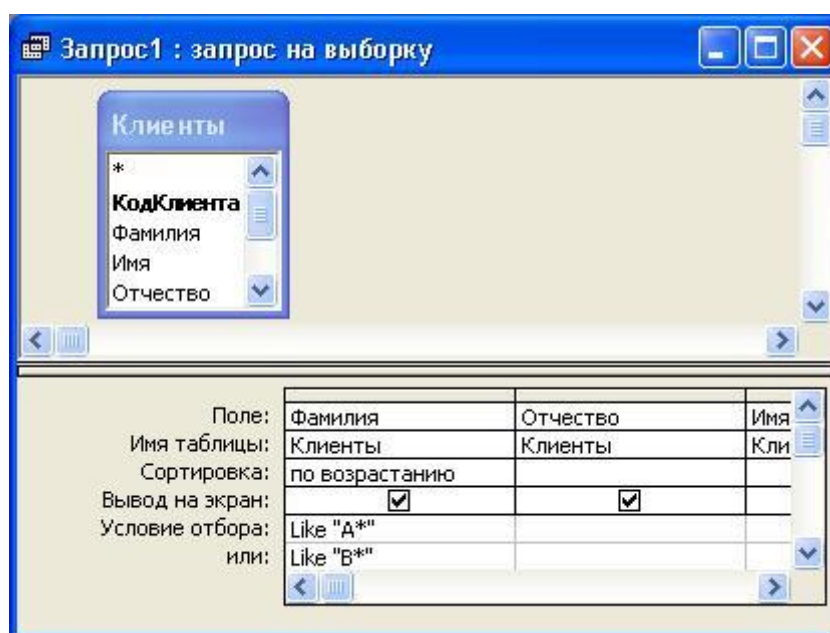 Запрос1 : запрос на выборку
Клиенты
*
КодКлиента
Фамилия
Имя
Отчество
Поле: Фамилия Отчество Имя
Имя таблицы: Клиенты Клиенты Кли
Сортировка: по возрастанию
Вывод на экран:
Условие отбора: Like "А*"
или: Like "В*"